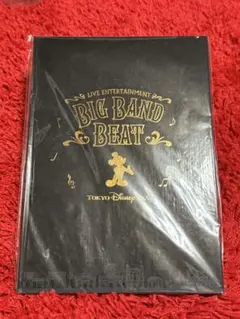 LIVE ENTERTAINMENT
BIG BAND
BEAT
TOKYO DISNEYSEA